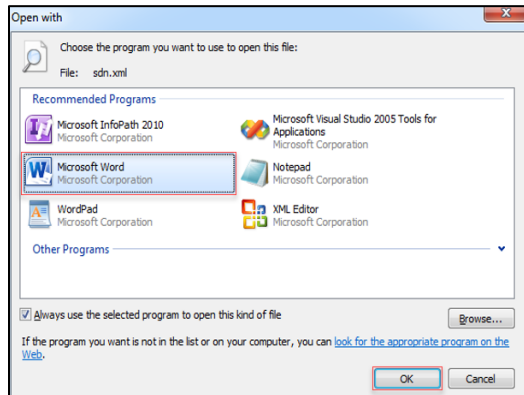 Open with
Choose the program you want to use to open this file:
File: sdn.xml
Recommended Programs
Microsoft InfoPath 2010
Microsoft Corporation
Microsoft Visual Studio 2005 Tools for
Applications
Microsoft Corporation
Microsoft Word
Microsoft Corporation
Notepad
Microsoft Corporation
WordPad
Microsoft Corporation
XML Editor
Microsoft Corporation
Other Programs
Always use the selected program to open this kind of file
Browse...
If the program you want is not in the list or on your computer, you can look for the appropriate program on the
Web.
OK
Cancel